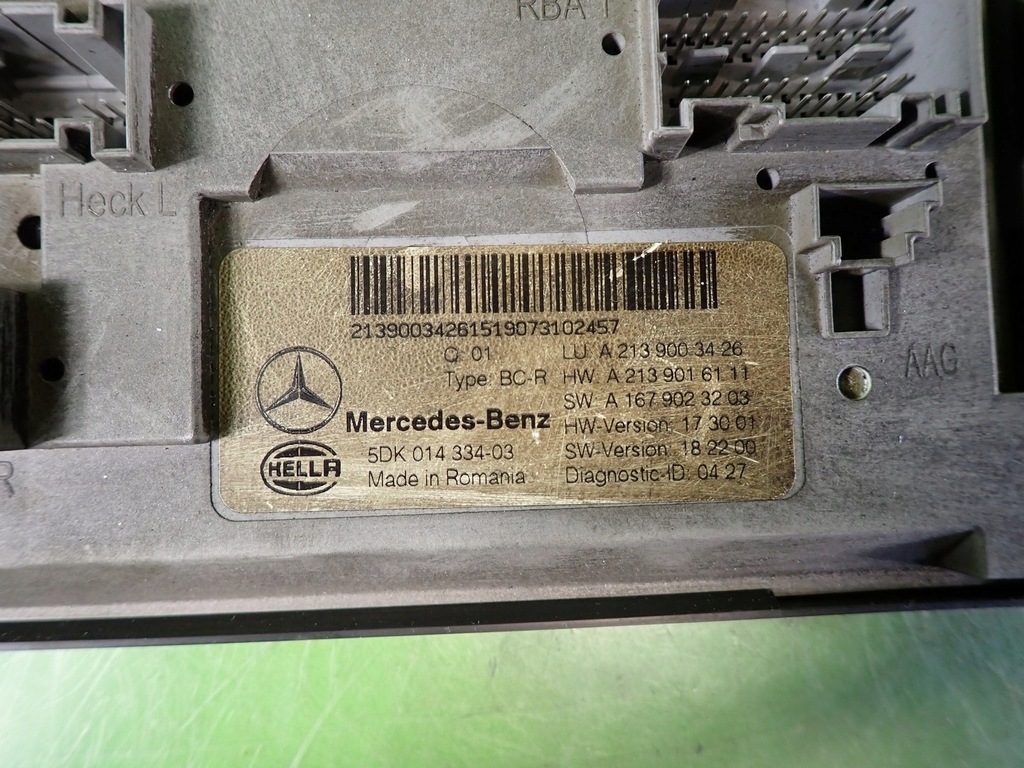 RBA 1
Heck L
21390034261519073102457
Q: 01 LU A 213 900 34 26
Type: BC-R HW A 213 901 61 11
SW A 167 902 32 03
Mercedes-Benz HW-Version: 17 30 01
HELLA 5DK 014 334-03 SW-Version: 18 22 00
Made in Romania Diagnostic-ID: 04 27
AAG
R